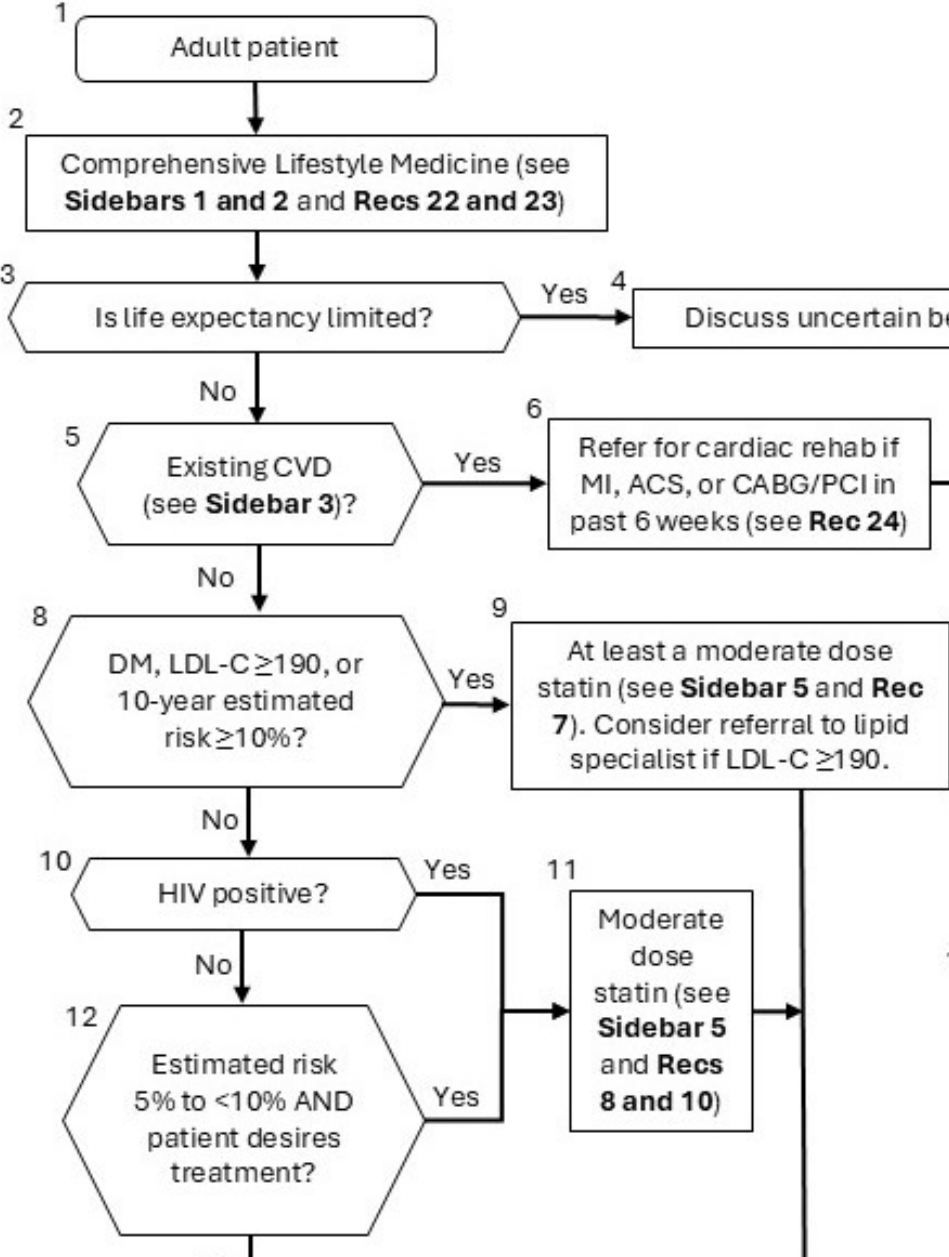 1
Adult patient
2
Comprehensive Lifestyle Medicine (see
Sidebars 1 and 2 and Recs 22 and 23)
3
Is life expectancy limited?
Yes
4
Discuss uncertain be
No
5
Existing CVD
(see Sidebar 3)?
Yes
6
Refer for cardiac rehab if
MI, ACS, or CABG/PCI in
past 6 weeks (see Rec 24)
No
8
DM, LDL-C ≥190, or
10-year estimated
risk ≥10%?
Yes
9
At least a moderate dose
statin (see Sidebar 5 and Rec
7). Consider referral to lipid
specialist if LDL-C ≥190.
No
10
HIV positive?
Yes
11
Moderate
dose
statin (see
Sidebar 5
and Recs
8 and 10)
No
12
Estimated risk
5% to <10% AND
patient desires
treatment?
Yes